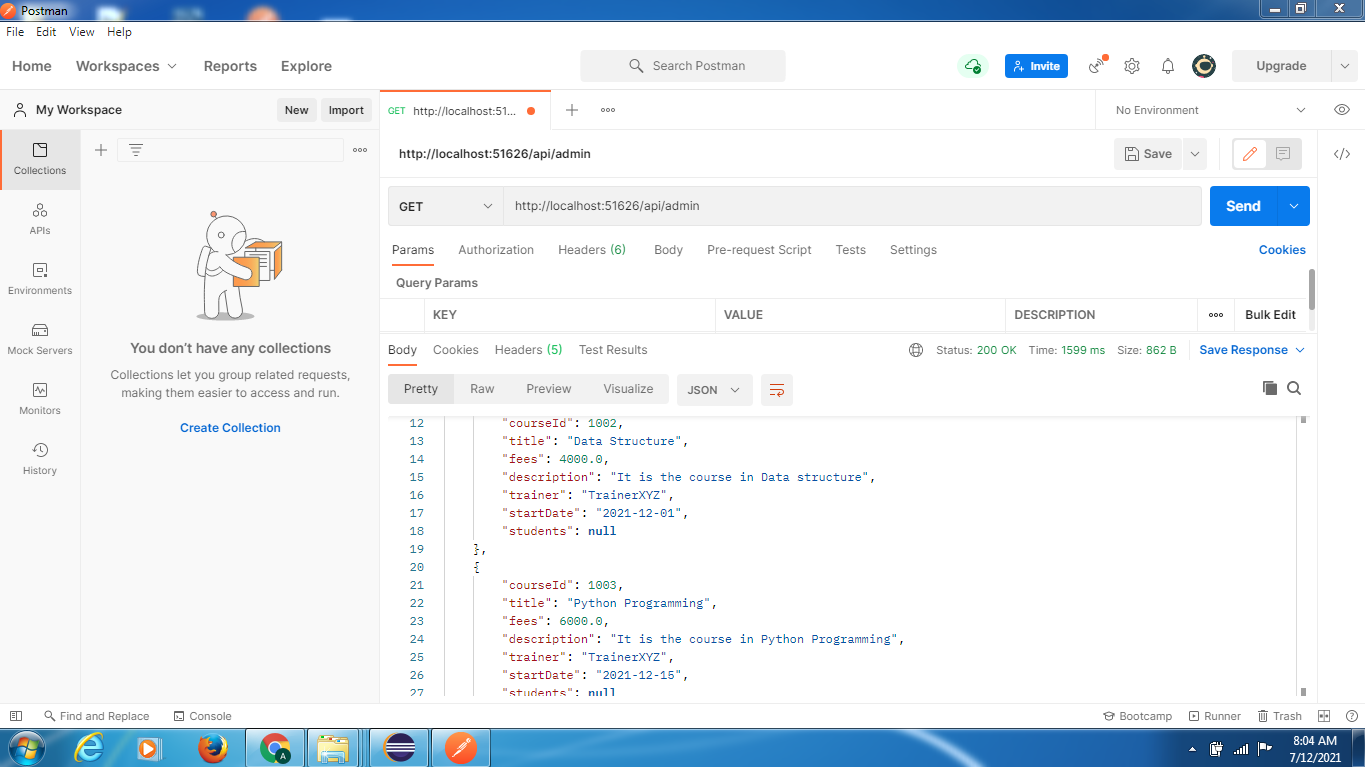 Postman
File Edit View Help
Home Workspaces Reports Explore Search Postman Invite Upgrade
My Workspace New Import GET http://localhost:51... No Environment
Collections
APIs
Environments
Mock Servers
Monitors
History
You don't have any collections
Collections let you group related requests,
making them easier to access and run.
Create Collection
http://localhost:51626/api/admin Save
GET http://localhost:51626/api/admin Send
Params Authorization Headers (6) Body Pre-request Script Tests Settings Cookies
Query Params
KEY VALUE DESCRIPTION Bulk Edit
Body Cookies Headers (5) Test Results Status: 200 OK Time: 1599 ms Size: 862 B Save Response
Pretty Raw Preview Visualize JSON
12 "courseId": 1002,
13 "title": "Data Structure",
14 "fees": 4000.0,
15 "description": "It is the course in Data structure",
16 "trainer": "TrainerXYZ",
17 "startDate": "2021-12-01",
18 "students": null
19 },
20 {
21 "courseId": 1003,
22 "title": "Python Programming",
23 "fees": 6000.0,
24 "description": "It is the course in Python Programming",
25 "trainer": "TrainerXYZ",
26 "startDate": "2021-12-15",
27 "students": null
Find and Replace Console Bootcamp Runner Trash
A
8:04 AM
7/12/2021